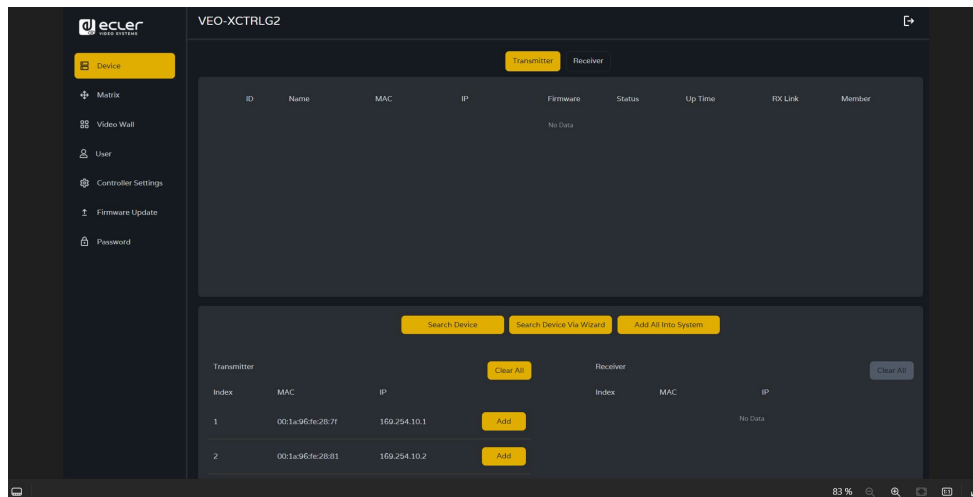 ecler
VIDEO SYSTEMS
VEO-XCTRLG2
Device
Matrix
Video Wall
User
Controller Settings
Firmware Update
Password
Transmitter Receiver
ID Name MAC IP Firmware Status Up Time RX Link Member
No Data
Search Device Search Device Via Wizard Add All Into System
Transmitter Clear All
Index MAC IP
1 00:1a:96:fe:28:7f 169.254.10.1 Add
2 00:1a:96:fe:28:81 169.254.10.2 Add
Receiver Clear All
Index MAC IP
No Data
83 %